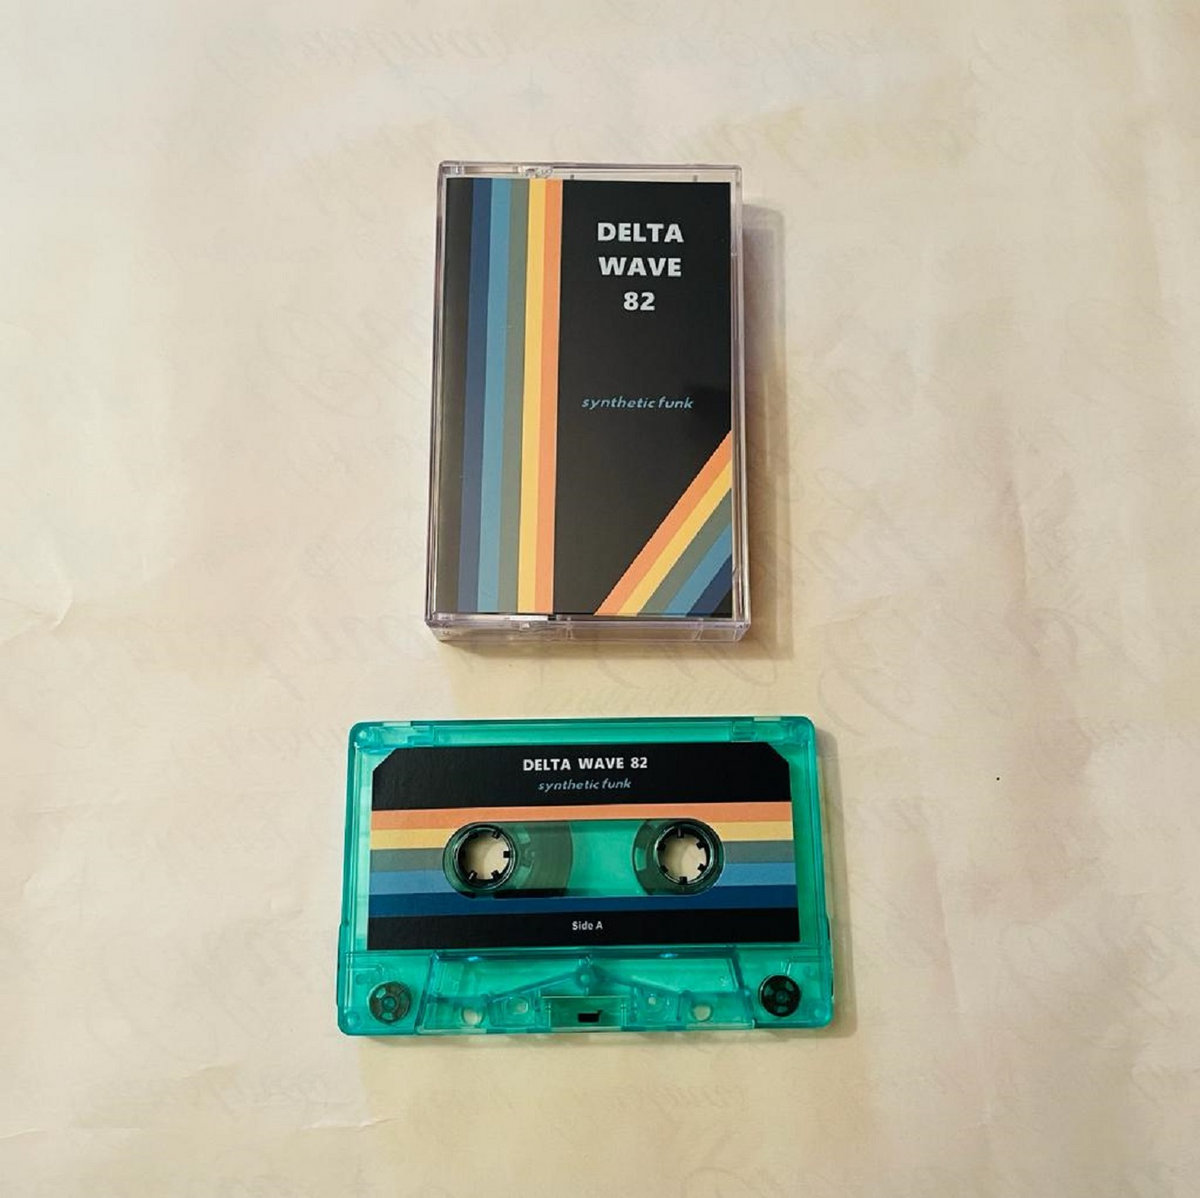 DELTA
WAVE
82
synthetic funk
DELTA WAVE 82
synthetic funk
Side A